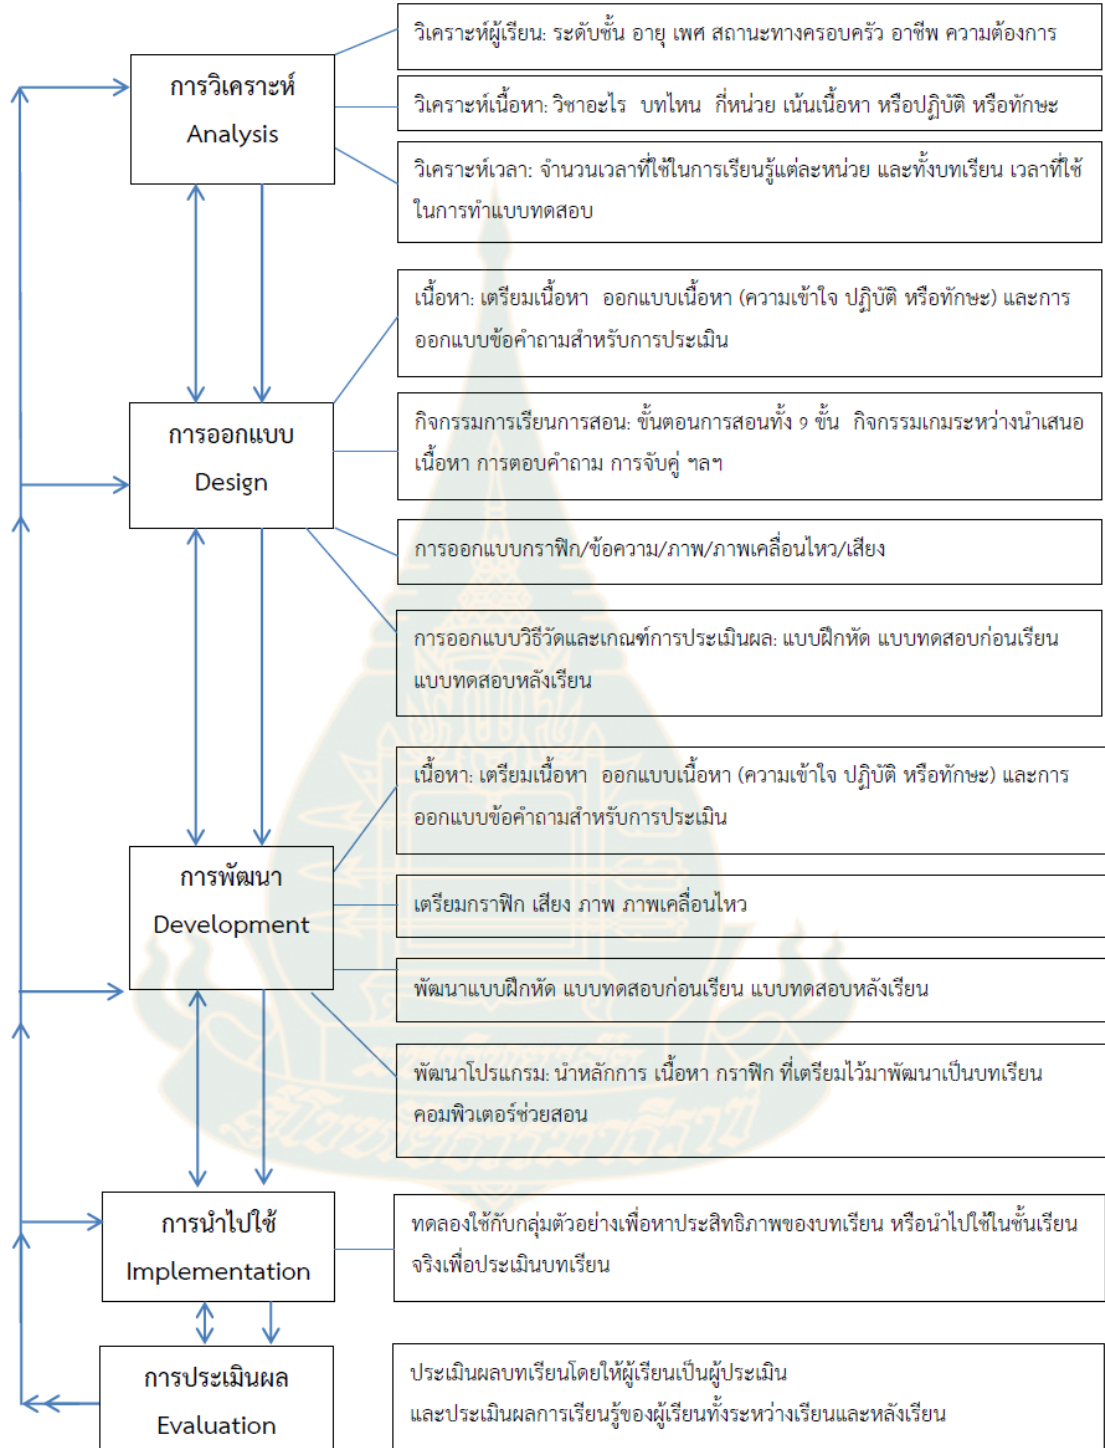 วิเคราะห์ผู้เรียน: ระดับชั้น อายุ เพศ สถานะทางครอบครัว อาชีพ ความต้องการ
การวิเคราะห์
Analysis
วิเคราะห์เนื้อหา: วิชาอะไร บทไหน กี่หน่วย เน้นเนื้อหา หรือปฏิบัติ หรือทักษะ
วิเคราะห์เวลา: จำนวนเวลาที่ใช้ในการเรียนรู้แต่ละหน่วย และทั้งบทเรียน เวลาที่ใช้
ในการทำแบบทดสอบ
เนื้อหา: เตรียมเนื้อหา ออกแบบเนื้อหา (ความเข้าใจ ปฏิบัติ หรือทักษะ) และการ
ออกแบบข้อคำถามสำหรับการประเมิน
การออกแบบ
Design
กิจกรรมการเรียนการสอน: ขั้นตอนการสอนทั้ง 9 ขั้น กิจกรรมเกมระหว่างนำเสนอ
เนื้อหา การตอบคำถาม การจับคู่ ฯลฯ
การออกแบบกราฟิก/ข้อความ/ภาพ/ภาพเคลื่อนไหว/เสียง
การออกแบบวิธีวัดและเกณฑ์การประเมินผล: แบบฝึกหัด แบบทดสอบก่อนเรียน
แบบทดสอบหลังเรียน
เนื้อหา: เตรียมเนื้อหา ออกแบบเนื้อหา (ความเข้าใจ ปฏิบัติ หรือทักษะ) และการ
ออกแบบข้อคำถามสำหรับการประเมิน
การพัฒนา
Development
เตรียมกราฟิก เสียง ภาพ ภาพเคลื่อนไหว
พัฒนาแบบฝึกหัด แบบทดสอบก่อนเรียน แบบทดสอบหลังเรียน
พัฒนาโปรแกรม: นำหลักการ เนื้อหา กราฟิก ที่เตรียมไว้มาพัฒนาเป็นบทเรียน
คอมพิวเตอร์ช่วยสอน
การนำไปใช้
Implementation
ทดลองใช้กับกลุ่มตัวอย่างเพื่อหาประสิทธิภาพของบทเรียน หรือนำไปใช้ในชั้นเรียน
จริงเพื่อประเมินบทเรียน
การประเมินผล
Evaluation
ประเมินผลบทเรียนโดยให้ผู้เรียนเป็นผู้ประเมิน
และประเมินผลการเรียนรู้ของผู้เรียนทั้งระหว่างเรียนและหลังเรียน